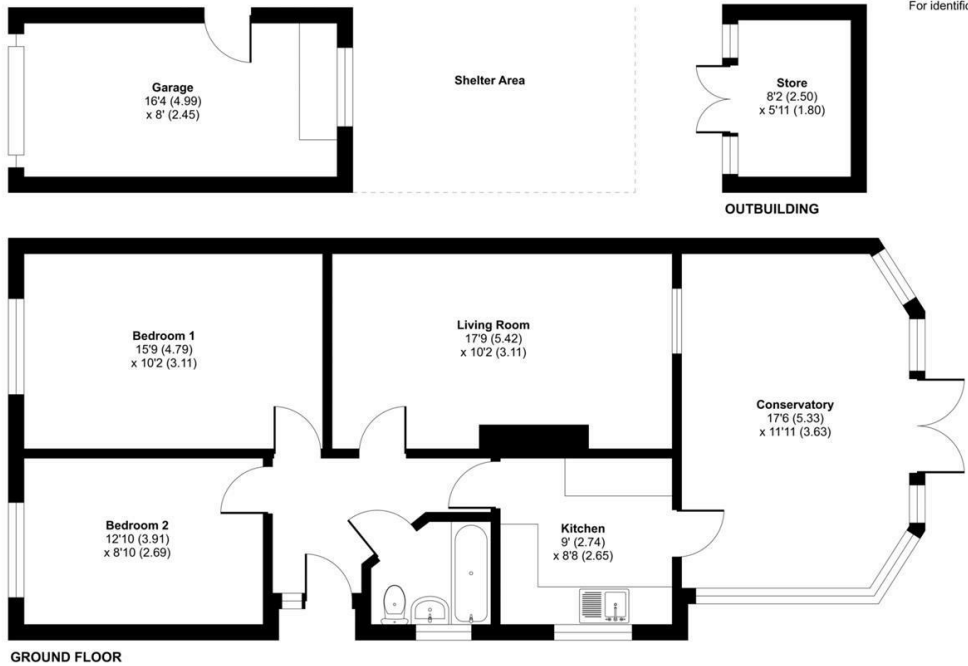 For identific
Garage
16'4 (4.99)
x 8' (2.45)
Shelter Area
Store
8'2 (2.50)
x 5'11 (1.80)
OUTBUILDING
Bedroom 1
15'9 (4.79)
x 10'2 (3.11)
Living Room
17'9 (5.42)
x 10'2 (3.11)
Conservatory
17'6 (5.33)
x 11'11 (3.63)
Bedroom 2
12'10 (3.91)
x 8'10 (2.69)
Kitchen
9' (2.74)
x 8'8 (2.65)
GROUND FLOOR